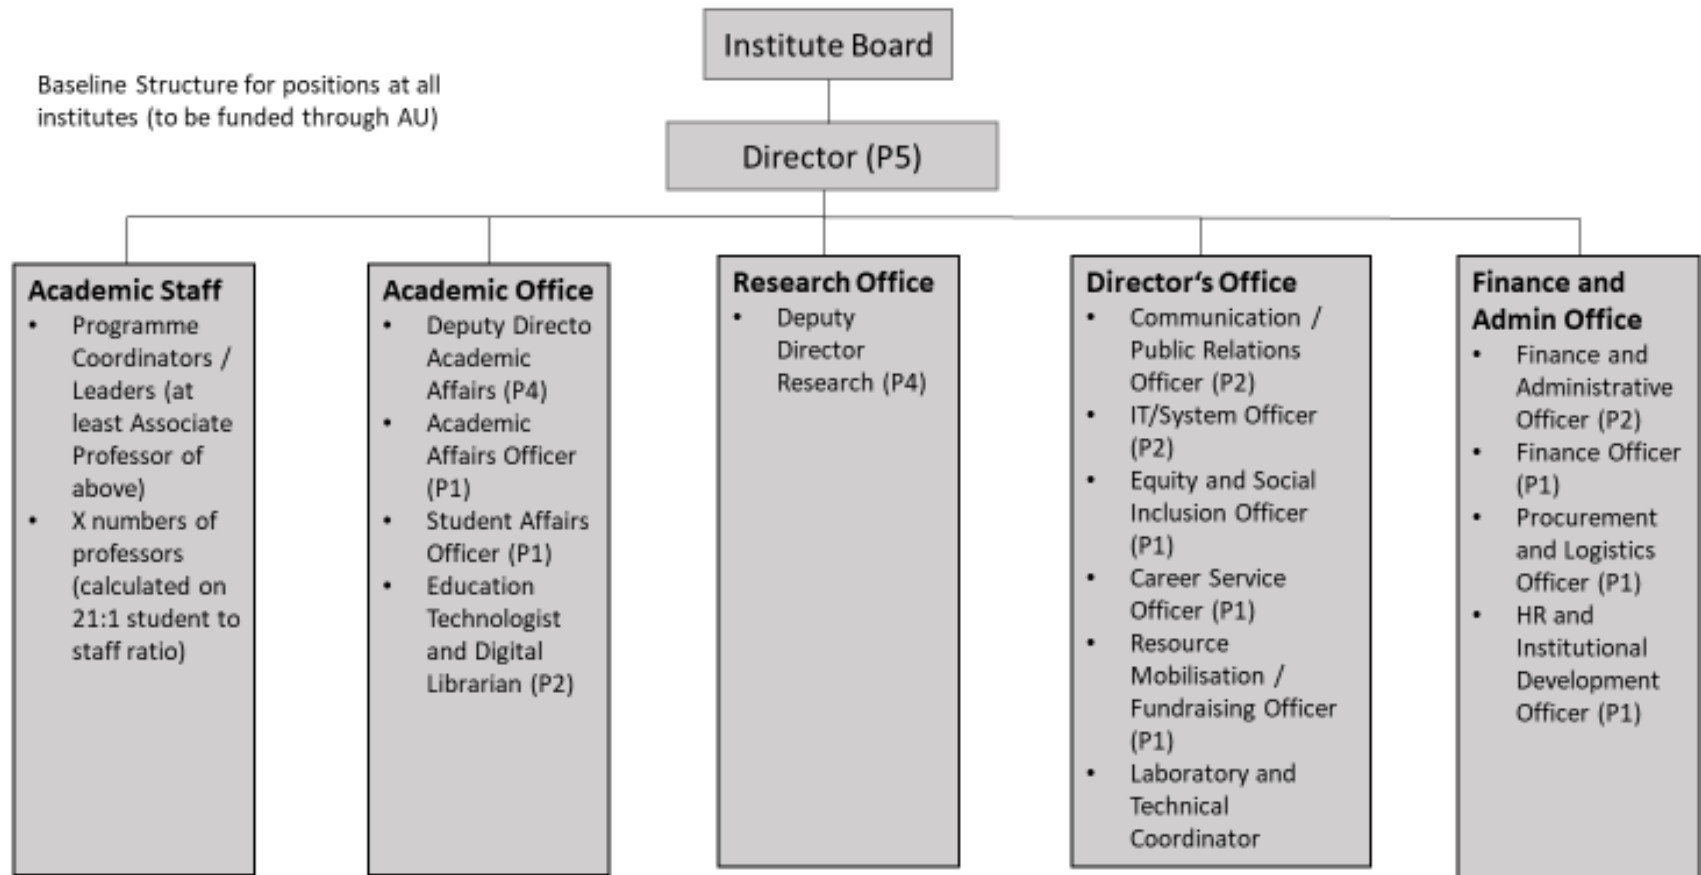 Institute Board
Baseline Structure for positions at all
institutes (to be funded through AU)
Director (P5)
Academic Staff
• Programme
Coordinators /
Leaders (at
least Associate
Professor of
above)
• X numbers of
professors
(calculated on
21:1 student to
staff ratio)
Academic Office
• Deputy Directo
Academic
Affairs (P4)
• Academic
Affairs Officer
(P1)
• Student Affairs
Officer (P1)
• Education
Technologist
and Digital
Librarian (P2)
Research Office
• Deputy
Director
Research (P4)
Director‘s Office
• Communication /
Public Relations
Officer (P2)
• IT/System Officer
(P2)
• Equity and Social
Inclusion Officer
(P1)
• Career Service
Officer (P1)
• Resource
Mobilisation /
Fundraising Officer
(P1)
• Laboratory and
Technical
Coordinator
Finance and
Admin Office
• Finance and
Administrative
Officer (P2)
• Finance Officer
(P1)
• Procurement
and Logistics
Officer (P1)
• HR and
Institutional
Development
Officer (P1)